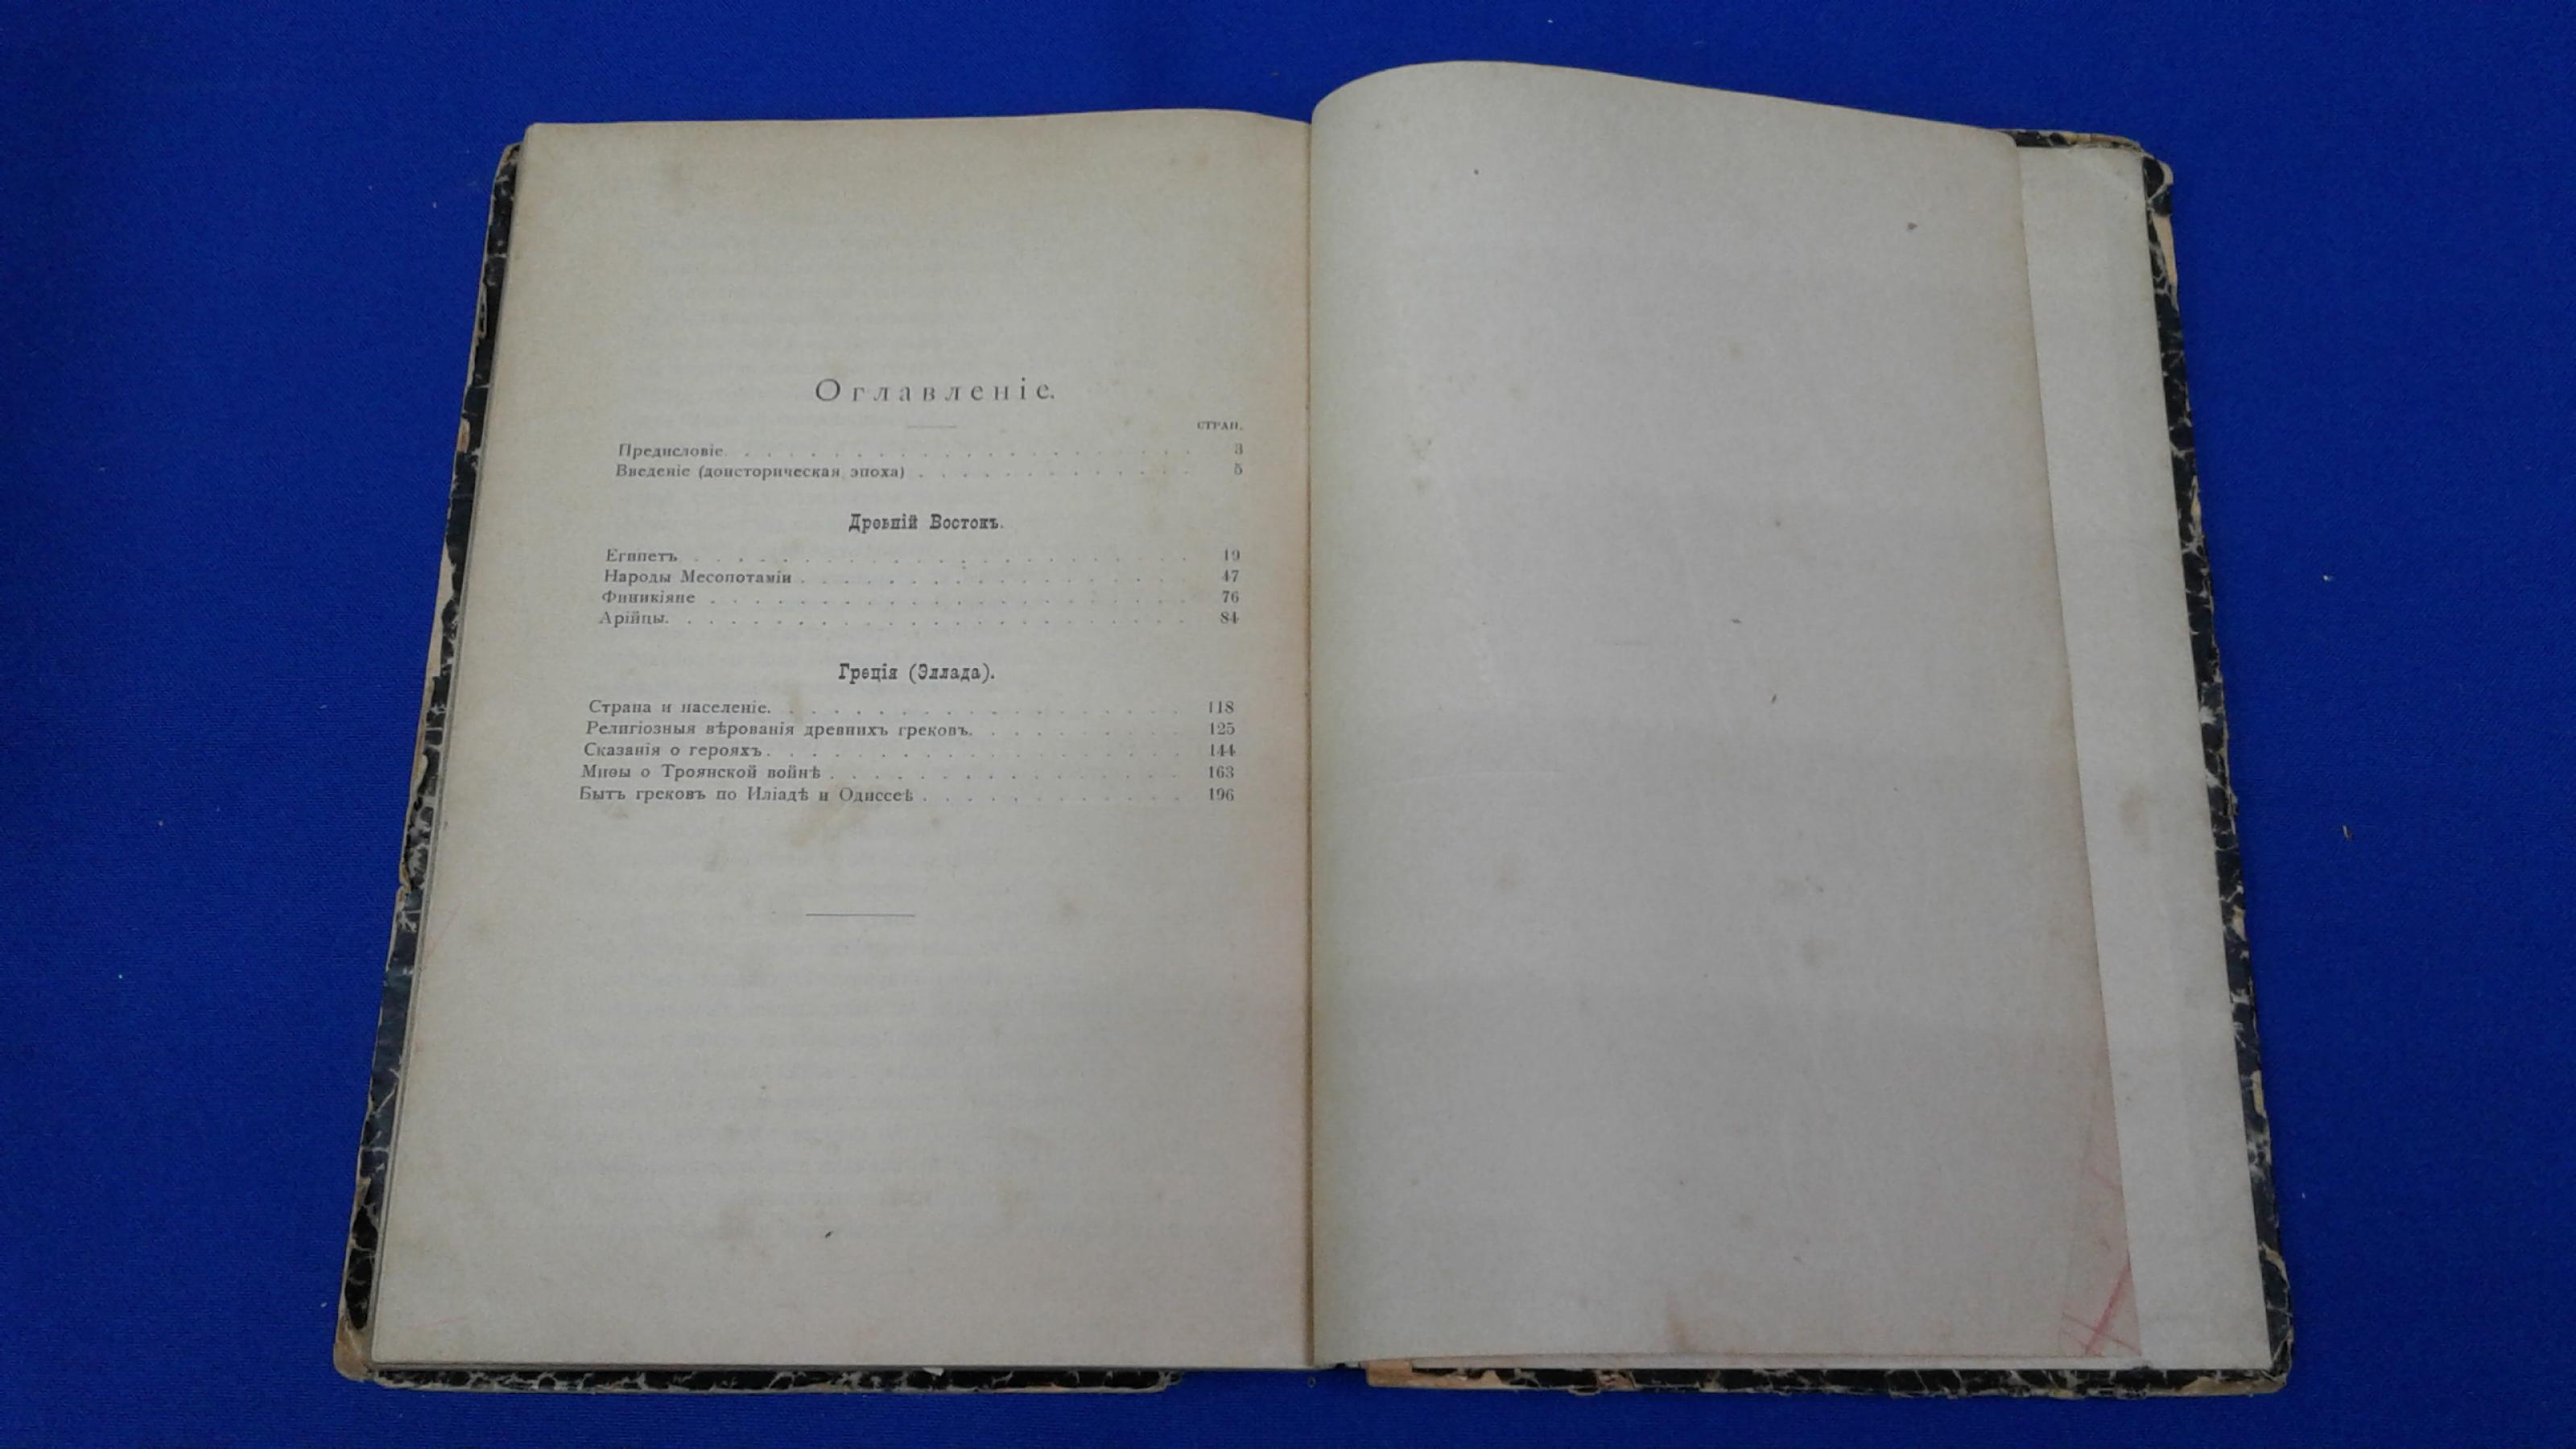 Оглавленіе.
СТРАН.
Предисловіе. . . . . . . . . . . . . . . . . . . . . 3
Введеніе (доисторическая эпоха) . . . . . . . . . . . . . 5
Древній Востокъ.
Египетъ . . . . . . . . . . . . . . . . . . . . . . . 19
Народы Месопотаміи . . . . . . . . . . . . . . . . . . 47
Финикіяне . . . . . . . . . . . . . . . . . . . . . . 76
Арійцы. . . . . . . . . . . . . . . . . . . . . . . . 84
Греція (Эллада).
Страна и населеніе. . . . . . . . . . . . . . . . . . . 118
Религіозныя вѣрованія древнихъ грековъ. . . . . . . . . . 125
Сказанія о герояхъ . . . . . . . . . . . . . . . . . . . 144
Миѳы о Троянской войнѣ . . . . . . . . . . . . . . . . 163
Бытъ грековъ по Иліадѣ и Одиссеѣ . . . . . . . . . . . . 196